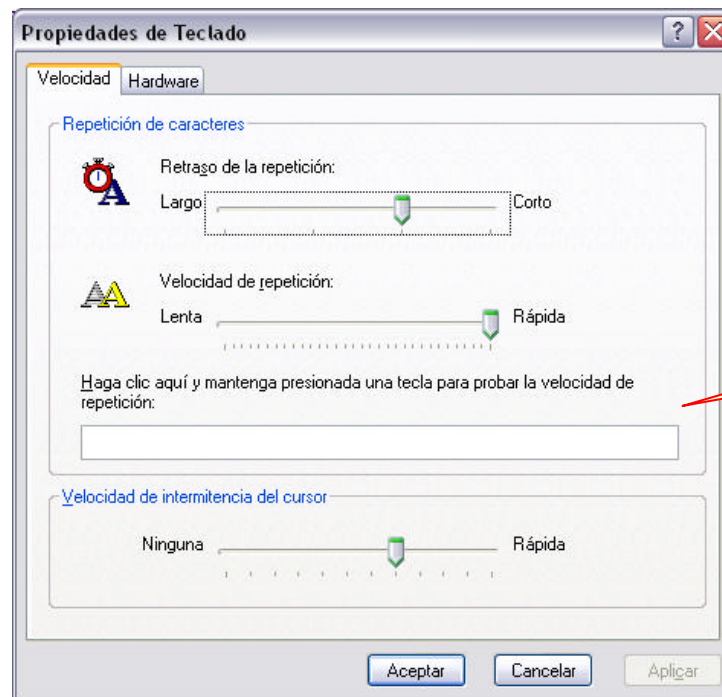 Propiedades de Teclado
Velocidad Hardware
Repetición de caracteres
Retraso de la repetición:
Largo Corto
Velocidad de repetición:
Lenta Rápida
Haga clic aquí y mantenga presionada una tecla para probar la velocidad de
repetición:
Velocidad de intermitencia del cursor
Ninguna Rápida
Aceptar Cancelar Aplicar